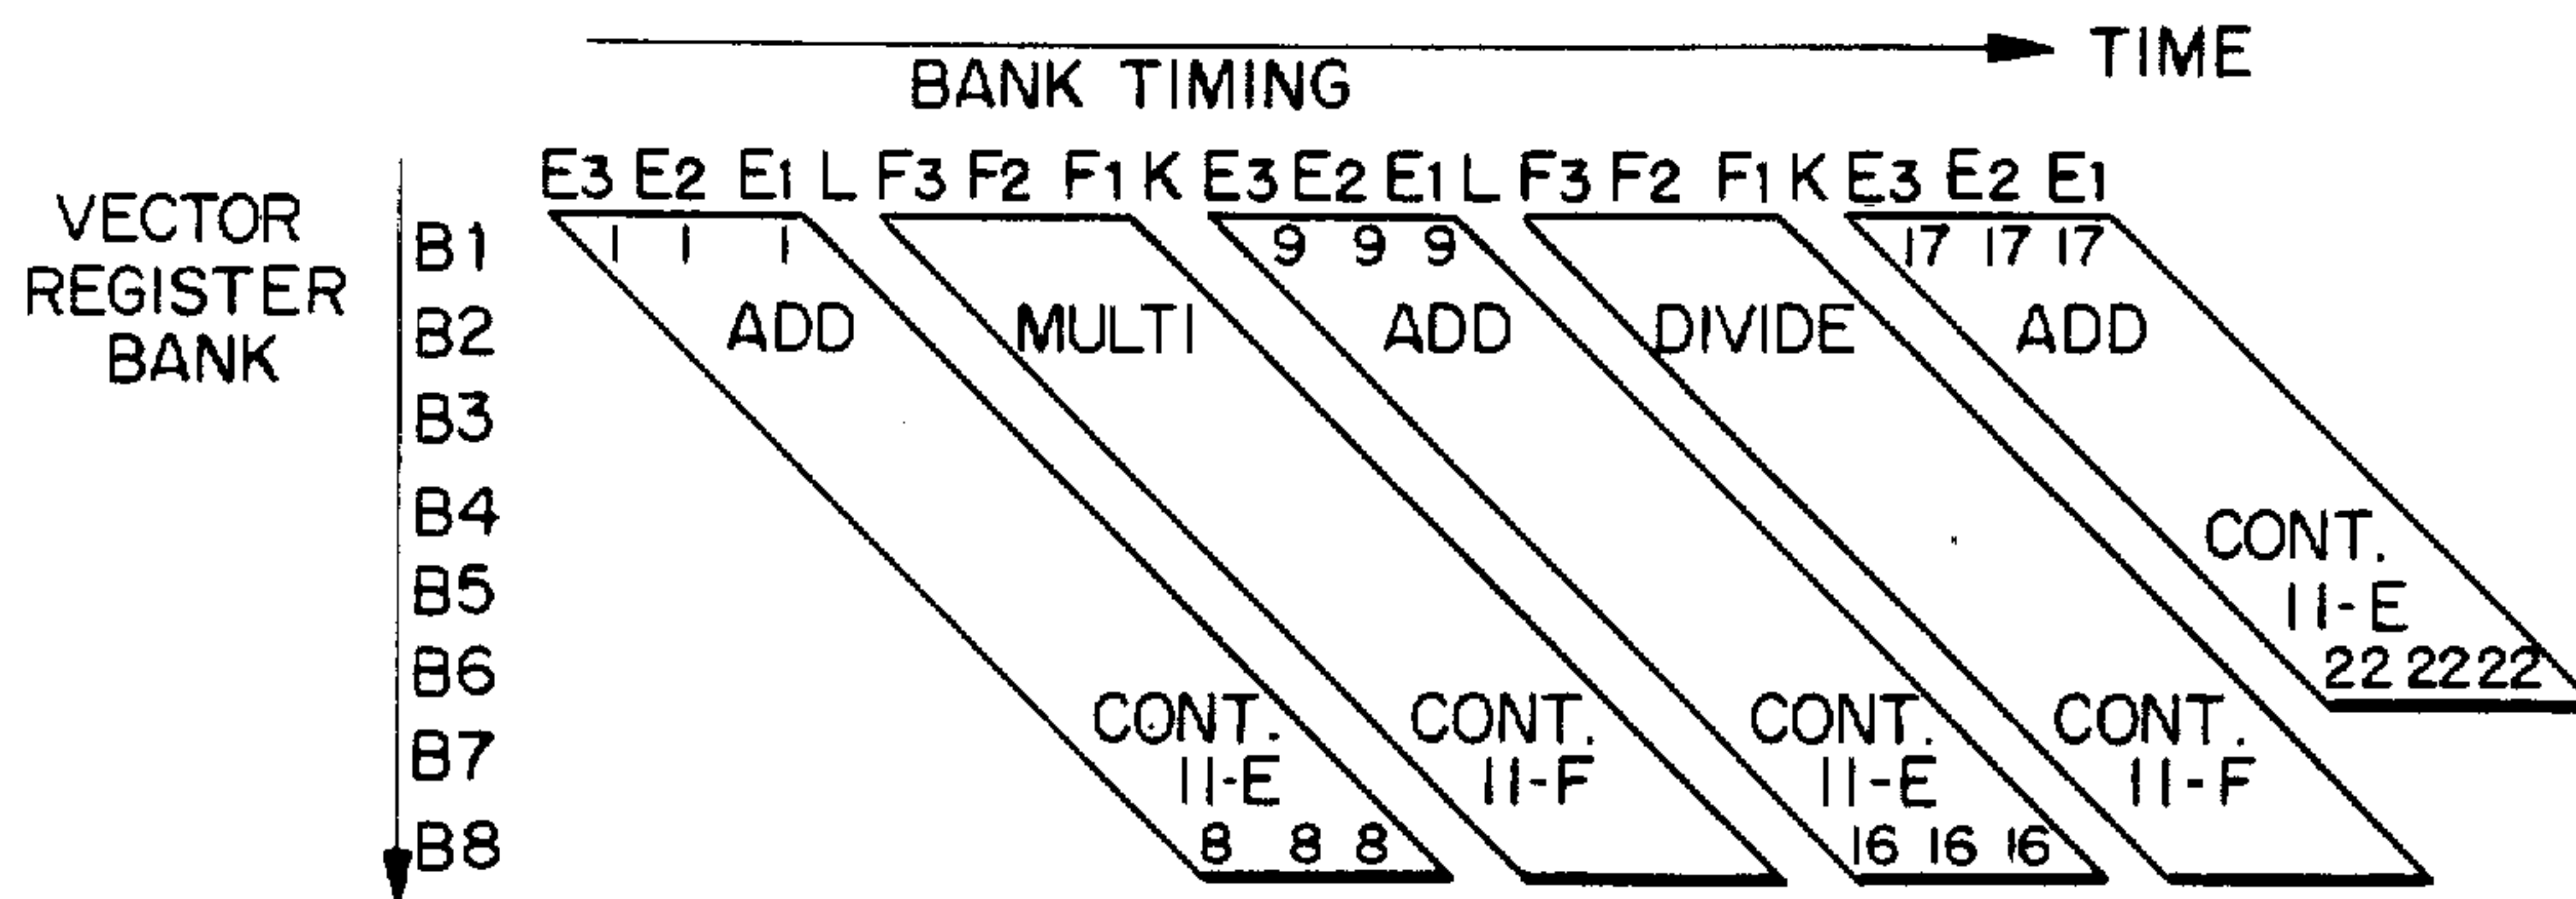 TIME
BANK TIMING
E3 E2 E1 L F3 F2 F1 K E3 E2 E1 L F3 F2 F1 K E3 E2 E1
VECTOR
REGISTER
BANK
B1 1 1 1 9 9 9 17 17 17
B2 ADD MULTI ADD DIVIDE ADD
B3
B4 CONT.
B5 11-E
B6 22 22 22
CONT. CONT. CONT. CONT.
B7 11-E 11-F 11-E 11-F
B8 8 8 8 16 16 16